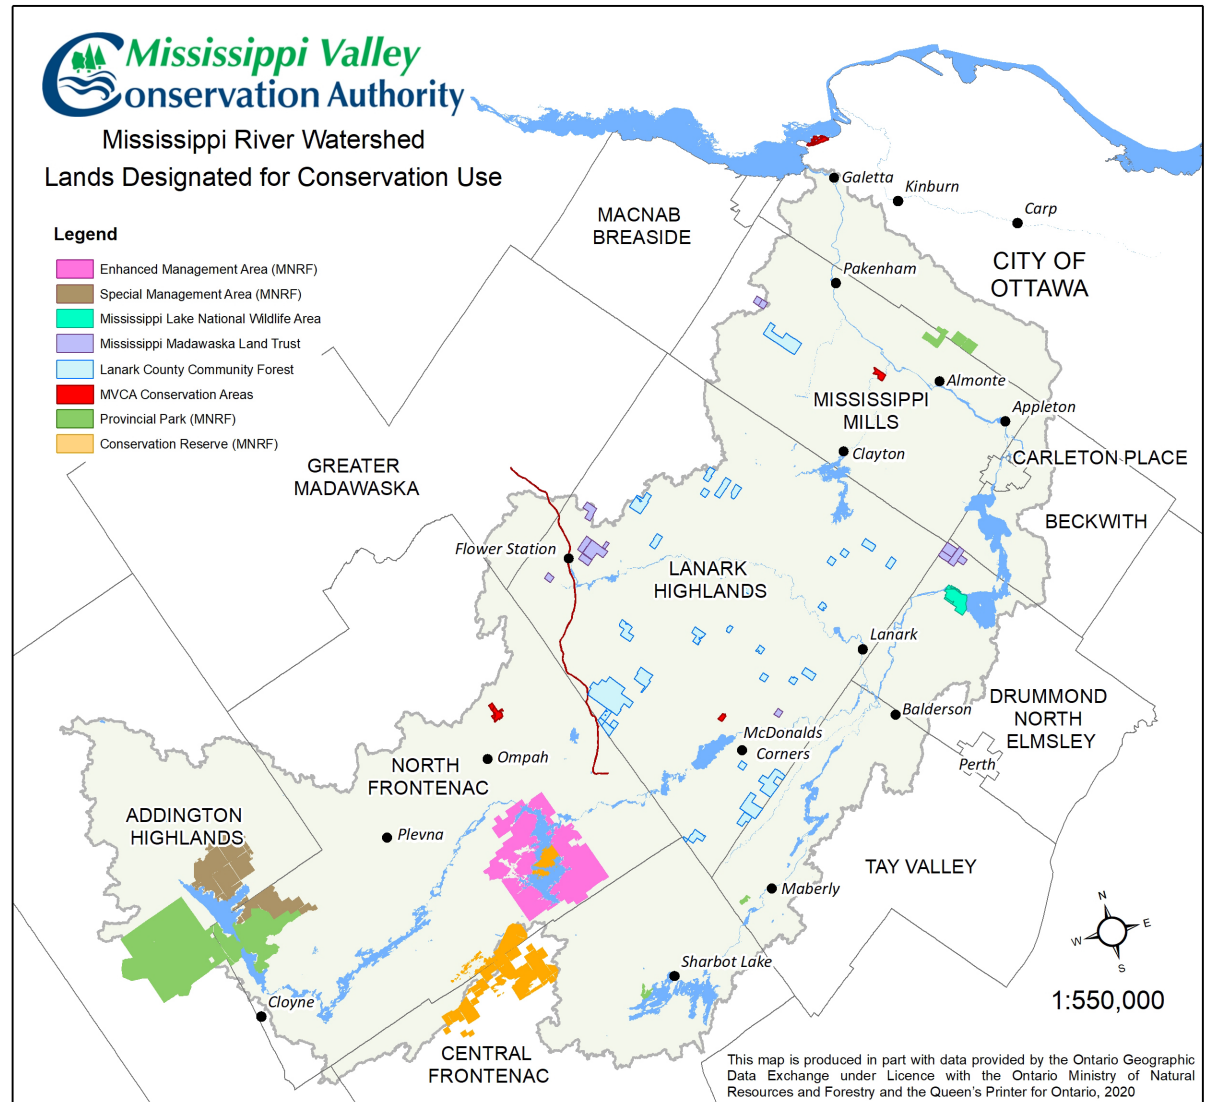 Mississippi Valley
Conservation Authority
Mississippi River Watershed
Lands Designated for Conservation Use
Legend
Enhanced Management Area (MNRF)
Special Management Area (MNRF)
Mississippi Lake National Wildlife Area
Mississippi Madawaska Land Trust
Lanark County Community Forest
MVCA Conservation Areas
Provincial Park (MNRF)
Conservation Reserve (MNRF)
MACNAB
BREASIDE
Galetta
Kinburn
Carp
CITY OF
OTTAWA
Pakenham
Almonte
MISSISSIPPI
MILLS
Appleton
Clayton
CARLETON PLACE
GREATER
MADAWASKA
BECKWITH
Flower Station
LANARK
HIGHLANDS
Lanark
Balderson
DRUMMOND
NORTH
ELMSLEY
McDonalds
Corners
Perth
Ompah
NORTH
FRONTENAC
ADDINGTON
HIGHLANDS
Plevna
TAY VALLEY
Maberly
Sharbot Lake
Cloyne
CENTRAL
FRONTENAC
N
E
W
S
1:550,000
This map is produced in part with data provided by the Ontario Geographic
Data Exchange under Licence with the Ontario Ministry of Natural
Resources and Forestry and the Queen's Printer for Ontario, 2020